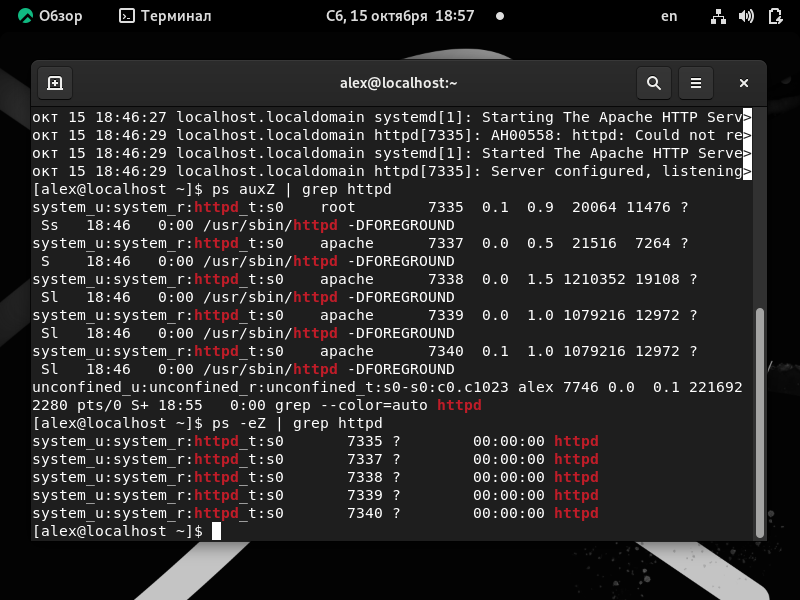 Обзор Терминал Сб, 15 октября 18:57 en
alex@localhost:~
окт 15 18:46:27 localhost.localdomain systemd[1]: Starting The Apache HTTP Serv>
окт 15 18:46:29 localhost.localdomain httpd[7335]: AH00558: httpd: Could not re>
окт 15 18:46:29 localhost.localdomain systemd[1]: Started The Apache HTTP Serve>
окт 15 18:46:29 localhost.localdomain httpd[7335]: Server configured, listening>
[alex@localhost ~]$ ps auxZ | grep httpd
system_u:system_r:httpd_t:s0    root        7335  0.1  0.9  20064 11476 ?
 Ss   18:46   0:00 /usr/sbin/httpd -DFOREGROUND
system_u:system_r:httpd_t:s0    apache      7337  0.0  0.5  21516  7264 ?
 S    18:46   0:00 /usr/sbin/httpd -DFOREGROUND
system_u:system_r:httpd_t:s0    apache      7338  0.0  1.5 1210352 19108 ?
 Sl   18:46   0:00 /usr/sbin/httpd -DFOREGROUND
system_u:system_r:httpd_t:s0    apache      7339  0.0  1.0 1079216 12972 ?
 Sl   18:46   0:00 /usr/sbin/httpd -DFOREGROUND
system_u:system_r:httpd_t:s0    apache      7340  0.1  1.0 1079216 12972 ?
 Sl   18:46   0:00 /usr/sbin/httpd -DFOREGROUND
unconfined_u:unconfined_r:unconfined_t:s0-s0:c0.c1023 alex 7746 0.0  0.1 221692
2280 pts/0 S+ 18:55   0:00 grep --color=auto httpd
[alex@localhost ~]$ ps -eZ | grep httpd
system_u:system_r:httpd_t:s0       7335 ?        00:00:00 httpd
system_u:system_r:httpd_t:s0       7337 ?        00:00:00 httpd
system_u:system_r:httpd_t:s0       7338 ?        00:00:00 httpd
system_u:system_r:httpd_t:s0       7339 ?        00:00:00 httpd
system_u:system_r:httpd_t:s0       7340 ?        00:00:00 httpd
[alex@localhost ~]$